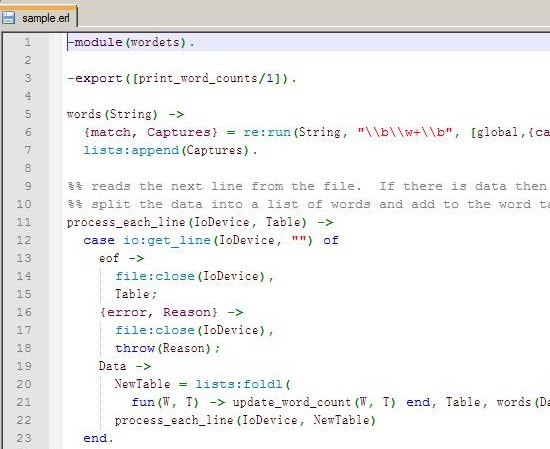 sample.erl
1 -module(wordets).
2
3 -export([print_word_counts/1]).
4
5 words(String) ->
6 {match, Captures} = re:run(String, "\\b\\w+\\b", [global,{ca
7 lists:append(Captures).
8
9 %% reads the next line from the file.  If there is data then
10 %% split the data into a list of words and add to the word ta
11 process_each_line(IoDevice, Table) ->
12 case io:get_line(IoDevice, "") of
13 eof ->
14 file:close(IoDevice),
15 Table;
16 {error, Reason} ->
17 file:close(IoDevice),
18 throw(Reason);
19 Data ->
20 NewTable = lists:foldl(
21 fun(W, T) -> update_word_count(W, T) end, Table, words(Da
22 process_each_line(IoDevice, NewTable)
23 end.